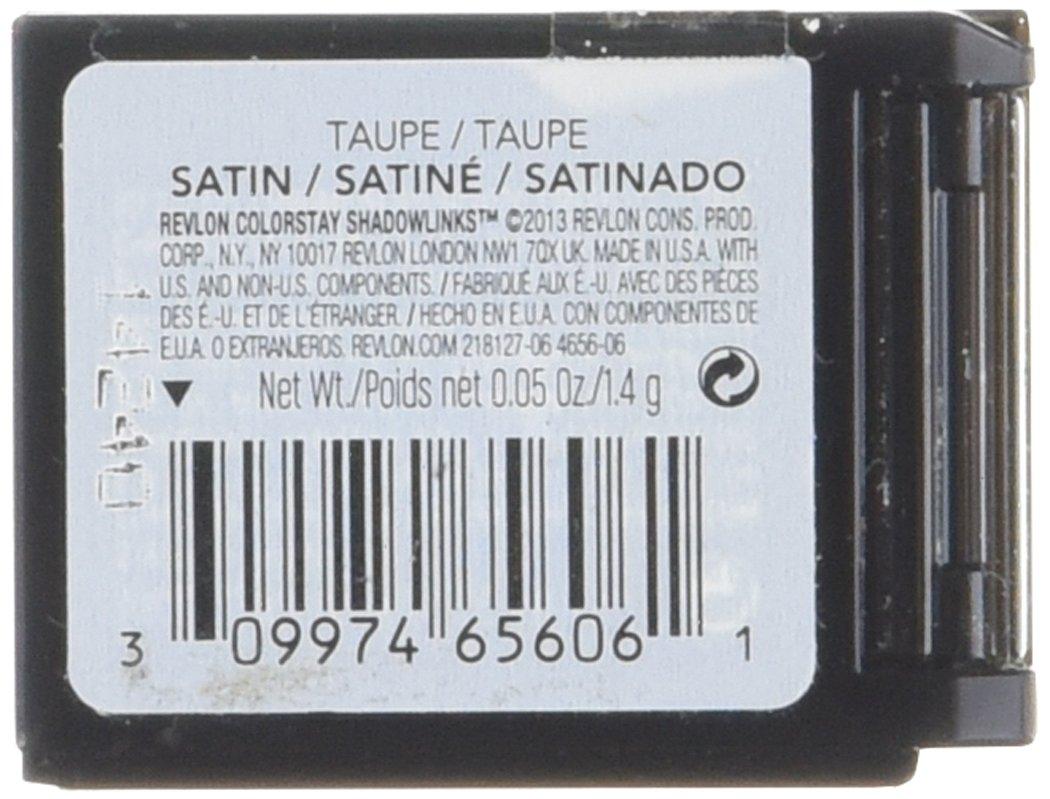 TAUPE / TAUPE
SATIN / SATINÉ / SATINADO
REVLON COLORSTAY SHADOWLINKS™ ©2013 REVLON CONS. PROD.
CORP., N.Y., NY 10017 REVLON LONDON NW1 7QX UK. MADE IN U.S.A. WITH
U.S. AND NON-U.S. COMPONENTS. / FABRIQUÉ AUX É.-U. AVEC DES PIÈCES
DES É.-U. ET DE L'ÉTRANGER. / HECHO EN E.U.A. CON COMPONENTES DE
E.U.A. O EXTRANJEROS. REVLON.COM 218127-06 4656-06
Net Wt./Poids net 0.05 Oz/1.4 g
3 09974 65606 1